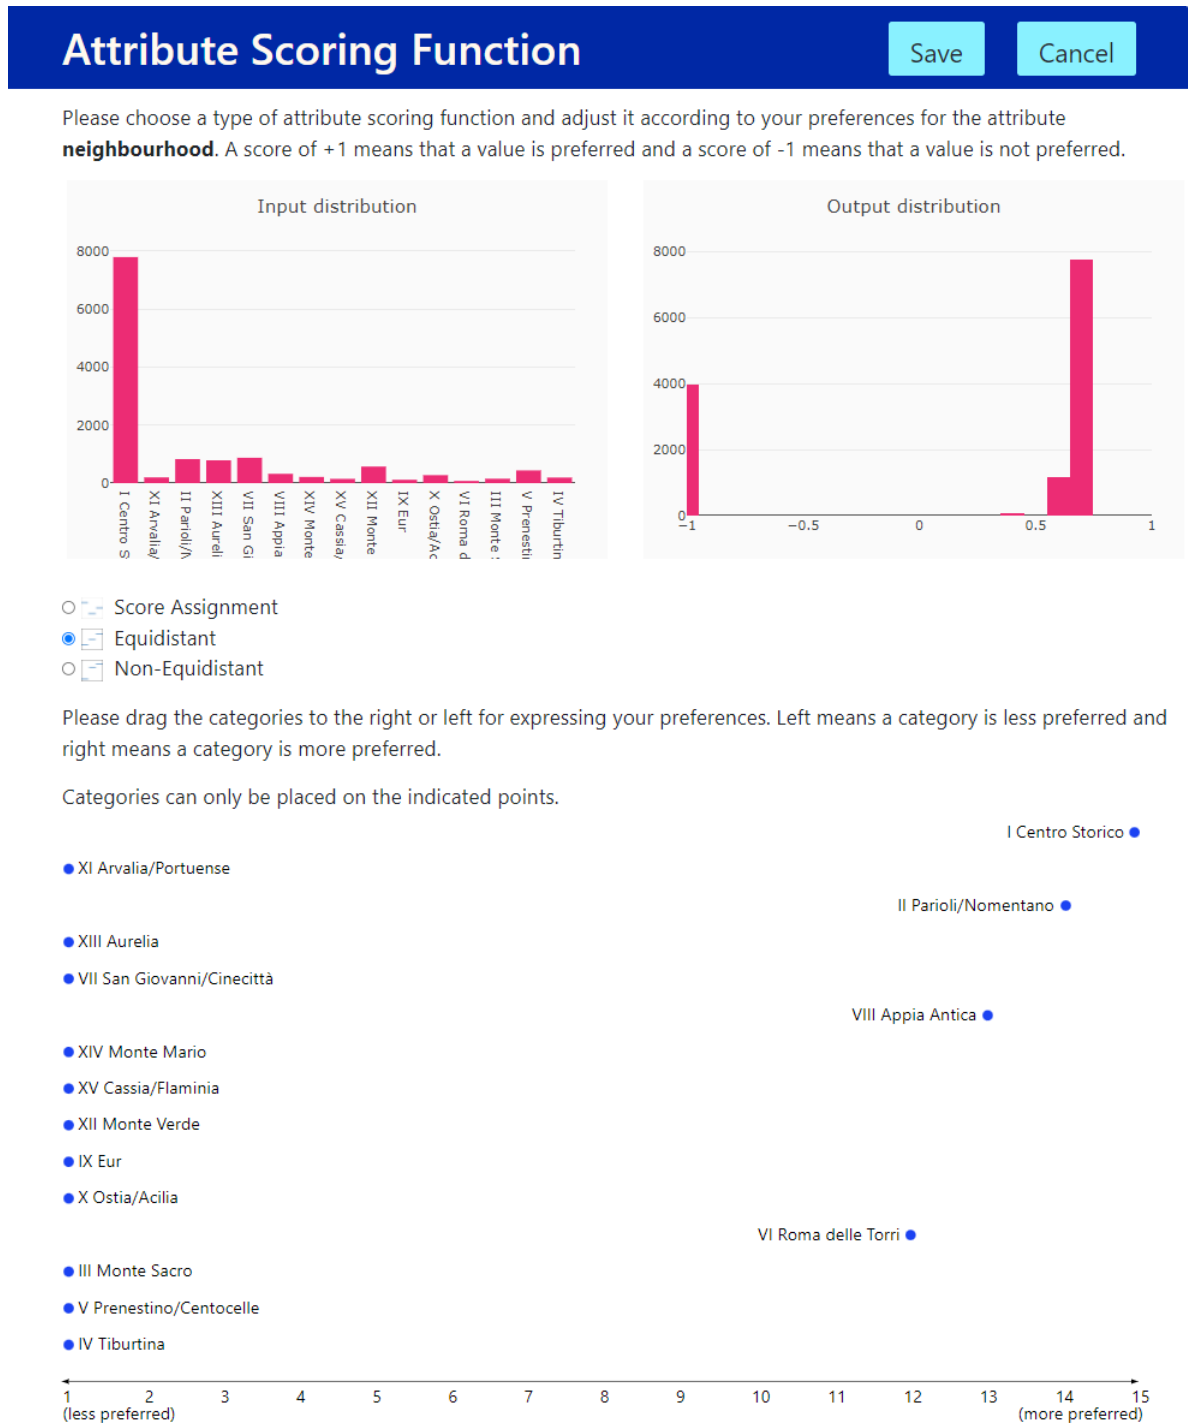 Attribute Scoring Function
Save
Cancel
Please choose a type of attribute scoring function and adjust it according to your preferences for the attribute
neighbourhood. A score of +1 means that a value is preferred and a score of -1 means that a value is not preferred.
Input distribution
8000
6000
4000
2000
0
I Centro S
XI Arvalia/
II Parioli/
XIII Aureli
VII San Gi
VIII Appia
XIV Monte
XV Cassia/
XII Monte
IX Eur
X Ostia/Ac
VI Roma d
III Monte
V Prenesti
IV Tiburtin
Output distribution
8000
6000
4000
2000
0
−1
−0.5
0
0.5
1
Score Assignment
Equidistant
Non-Equidistant
Please drag the categories to the right or left for expressing your preferences. Left means a category is less preferred and
right means a category is more preferred.
Categories can only be placed on the indicated points.
I Centro Storico
XI Arvalia/Portuense
II Parioli/Nomentano
XIII Aurelia
VII San Giovanni/Cinecittà
VIII Appia Antica
XIV Monte Mario
XV Cassia/Flaminia
XII Monte Verde
IX Eur
X Ostia/Acilia
VI Roma delle Torri
III Monte Sacro
V Prenestino/Centocelle
IV Tiburtina
1 2 3 4 5 6 7 8 9 10 11 12 13 14 15
(less preferred) (more preferred)